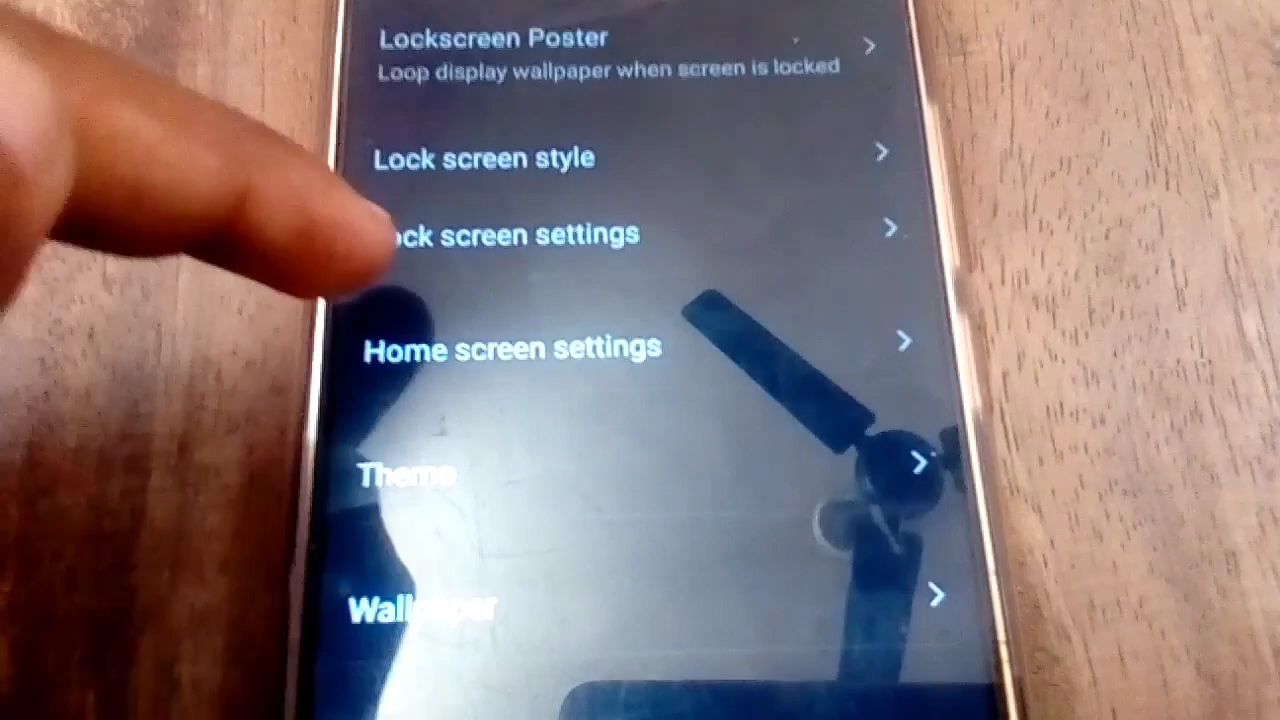 Lockscreen Poster
Loop display wallpaper when screen is locked
Lock screen style
ock screen settings
Home screen settings
Theme
Wallpaper